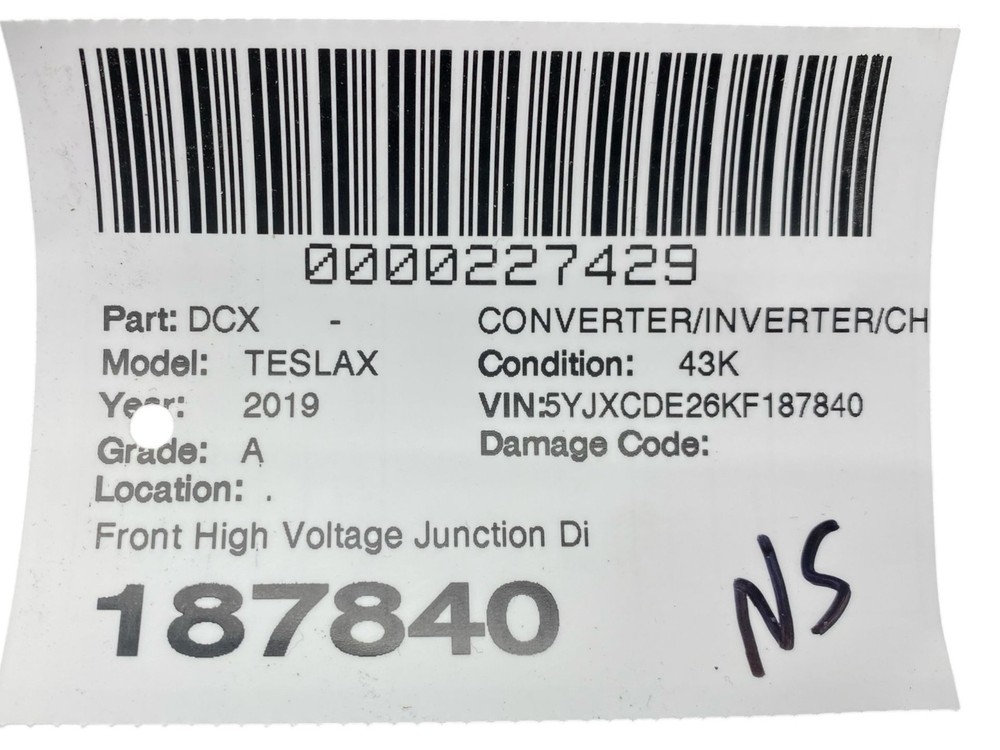 0000227429
Part: DCX - CONVERTER/INVERTER/CH
Model: TESLAX Condition: 43K
Year: 2019 VIN:5YJXCDE26KF187840
Grade: A Damage Code:
Location: .
Front High Voltage Junction Di
187840
NS